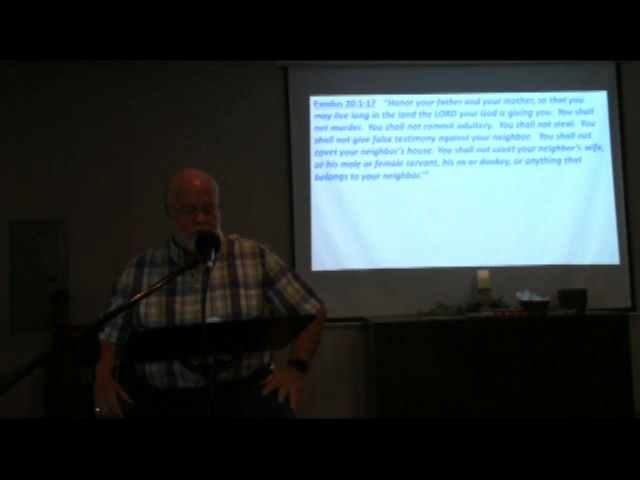 Exodus 20:1-17 "Honor your father and your mother, so that you
may live long in the land the LORD your God is giving you. You shall
not murder. You shall not commit adultery. You shall not steal. You
shall not give false testimony against your neighbor. You shall not
covet your neighbor's house. You shall not covet your neighbor's wife,
or his male or female servant, his ox or donkey, or anything that
belongs to your neighbor."